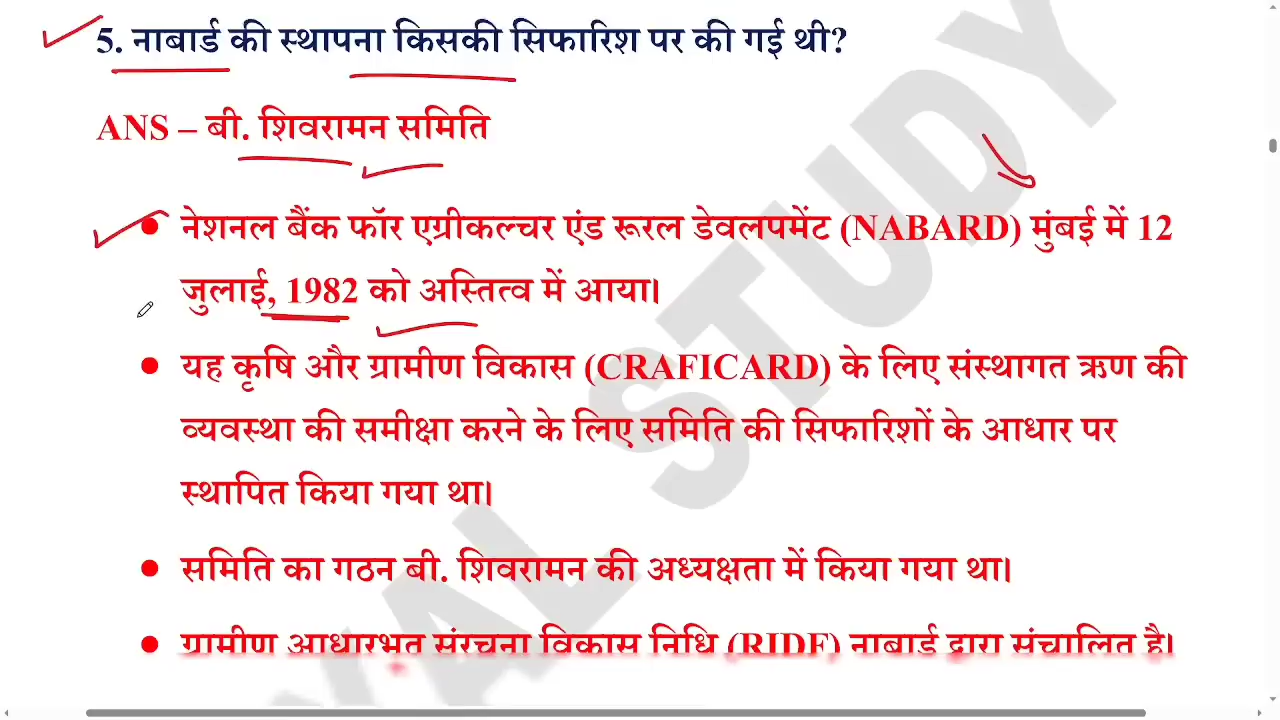 5. नाबार्ड की स्थापना किसकी सिफारिश पर की गई थी?
ANS – बी. शिवरामन समिति
• नेशनल बैंक फॉर एग्रीकल्चर एंड रूरल डेवलपमेंट (NABARD) मुंबई में 12
जुलाई, 1982 को अस्तित्व में आया।
• यह कृषि और ग्रामीण विकास (CRAFICARD) के लिए संस्थागत ऋण की
व्यवस्था की समीक्षा करने के लिए समिति की सिफारिशों के आधार पर
स्थापित किया गया था।
• समिति का गठन बी. शिवरामन की अध्यक्षता में किया गया था।
• ग्रामीण आधारभूत संरचना विकास निधि (RIDF) नाबार्ड द्वारा संचालित है।
YAL STUDY